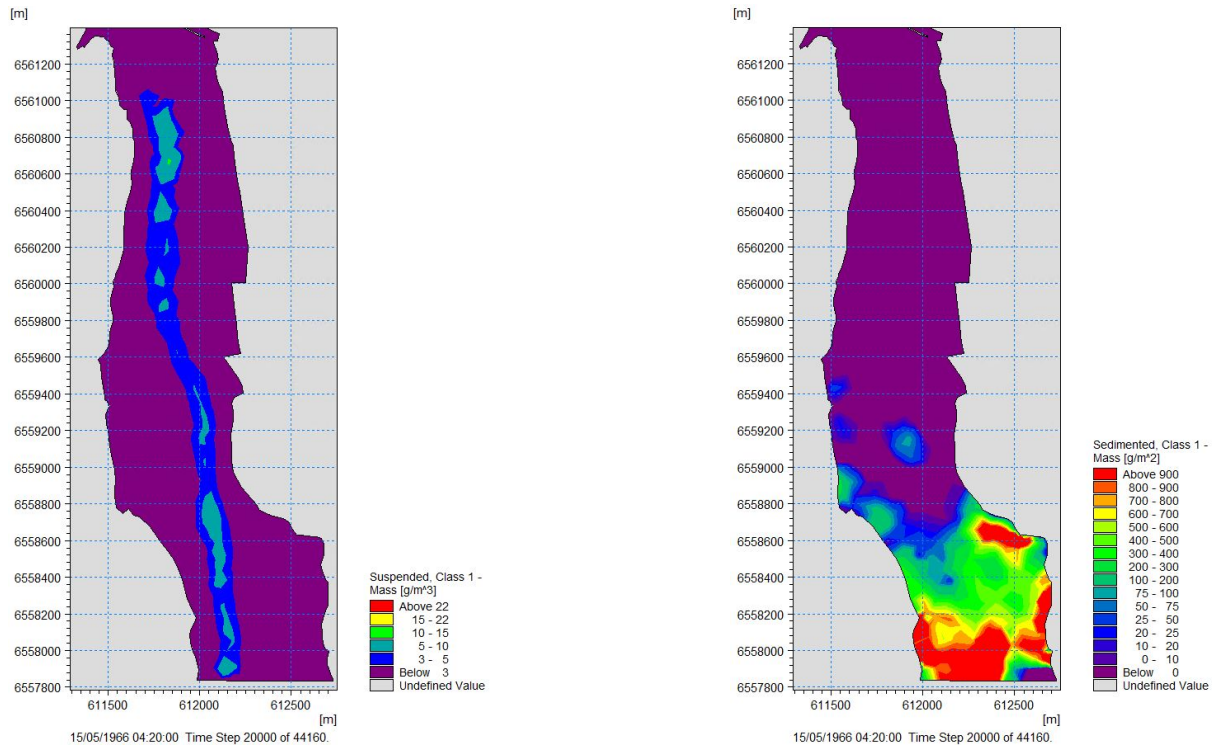 [m]
6561200
6561000
6560800
6560600
6560400
6560200
6560000
6559800
6559600
6559400
6559200
6559000
6558800
6558600
6558400
6558200
6558000
6557800
611500 612000 612500
[m]
15/05/1966 04:20:00 Time Step 20000 of 44160.
Suspended, Class 1 -
Mass [g/m^3]
Above 22
15 - 22
10 - 15
5 - 10
3 - 5
Below 3
Undefined Value
[m]
6561200
6561000
6560800
6560600
6560400
6560200
6560000
6559800
6559600
6559400
6559200
6559000
6558800
6558600
6558400
6558200
6558000
6557800
611500 612000 612500
[m]
15/05/1966 04:20:00 Time Step 20000 of 44160.
Sedimented, Class 1 -
Mass [g/m^2]
Above 900
800 - 900
700 - 800
600 - 700
500 - 600
400 - 500
300 - 400
200 - 300
100 - 200
75 - 100
50 - 75
25 - 50
20 - 25
10 - 20
0 - 10
Below 0
Undefined Value